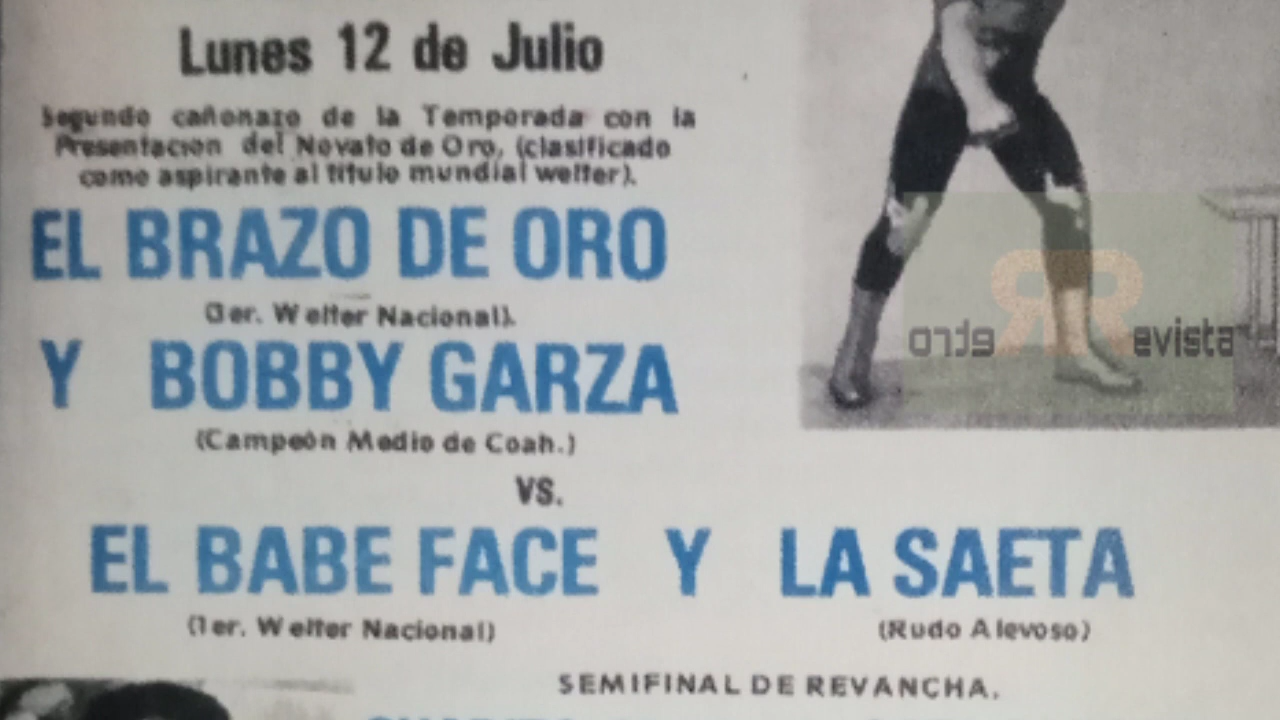 Lunes 12 de Julio
Segundo cañonazo de la Temporada con la
Presentacion del Novato de Oro, (clasificado
como aspirante al titulo mundial welter).
EL BRAZO DE ORO
(3er. Welter Nacional).
Y BOBBY GARZA
(Campeòn Medio de Coah.)
VS.
EL BABE FACE Y LA SAETA
(1er. Welter Nacional) (Rudo Alevoso)
SEMIFINAL DE REVANCHA.
evista